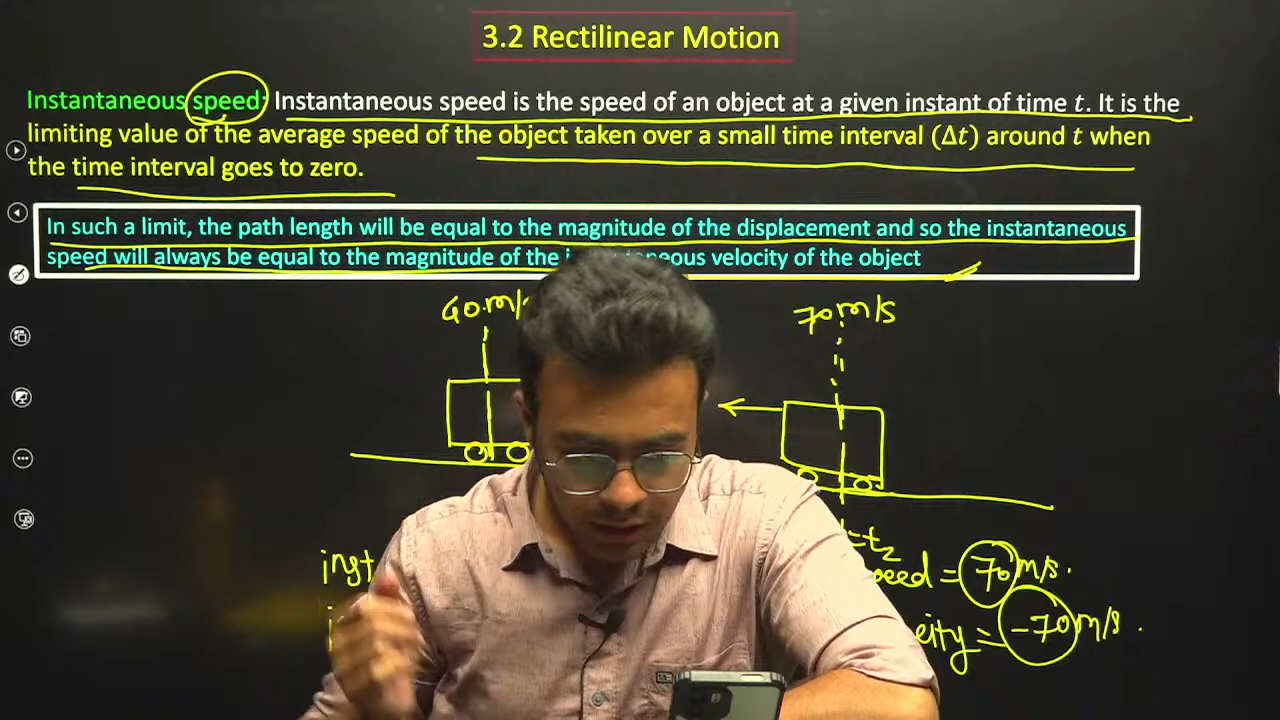 3.2 Rectilinear Motion
Instantaneous speed: Instantaneous speed is the speed of an object at a given instant of time t. It is the
limiting value of the average speed of the object taken over a small time interval (Δt) around t when
the time interval goes to zero.
In such a limit, the path length will be equal to the magnitude of the displacement and so the instantaneous
speed will always be equal to the magnitude of the velocity of the object
40 m/ 70 m/s
t₂
inst = 70 m/s.
= -70 m/s.